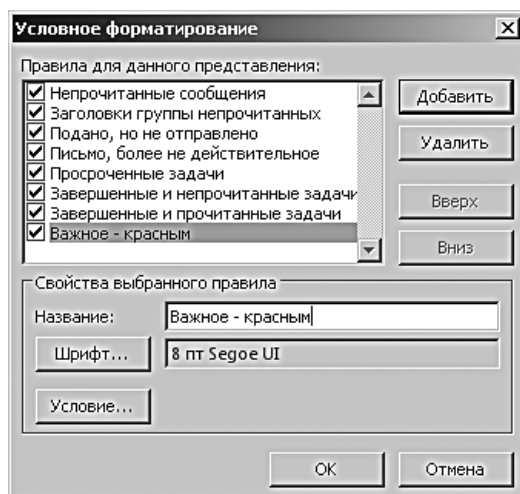 Условное форматирование
Правила для данного представления:
Непрочитанные сообщения
Заголовки группы непрочитанных
Подано, но не отправлено
Письмо, более не действительное
Просроченные задачи
Завершенные и непрочитанные задачи
Завершенные и прочитанные задачи
Важное - красным
Добавить
Удалить
Вверх
Вниз
Свойства выбранного правила
Название: Важное - красным
Шрифт... 8 пт Segoe UI
Условие...
ОК Отмена